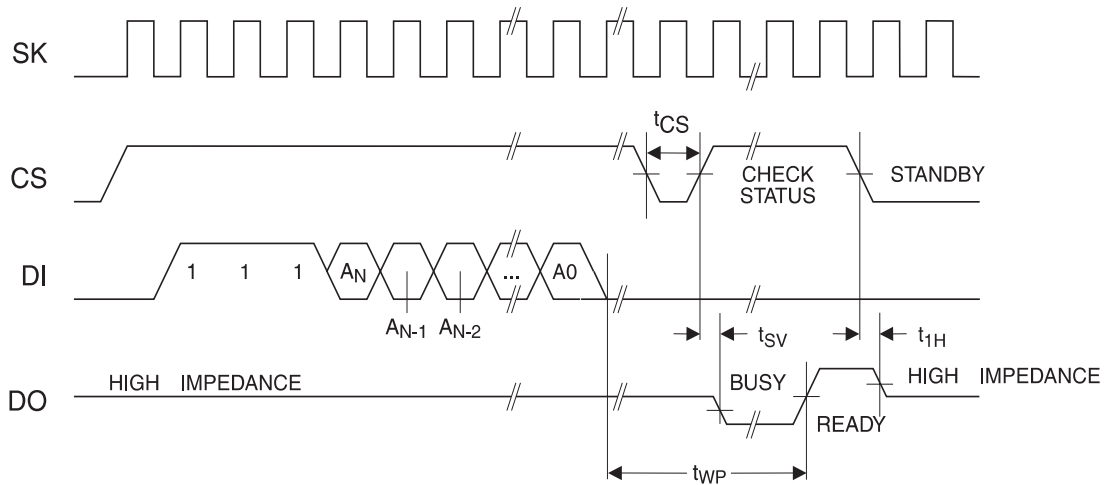 SK
tCS
CS
CHECK STATUS
STANDBY
DI
1 1 1 AN ... A0
AN-1 AN-2
tSV
t1H
DO
HIGH IMPEDANCE
BUSY
HIGH IMPEDANCE
READY
tWP